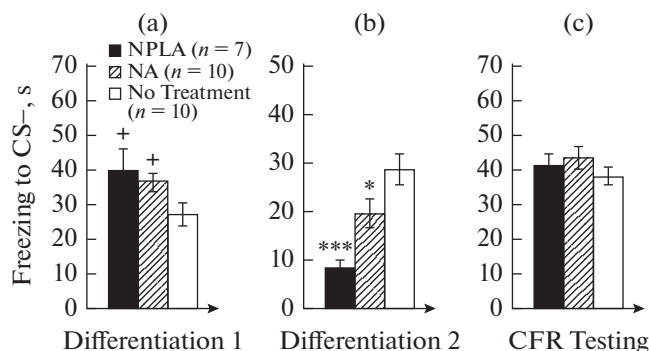 (a)
(b)
(c)
Freezing to CS–, s
70
60
50
40
30
20
10
0
NPLA (n = 7)
NA (n = 10)
No Treatment
(n = 10)
+
+
Differentiation 1
50
30
20
10
0
***
*
Differentiation 2
70
60
50
40
30
20
10
0
CFR Testing